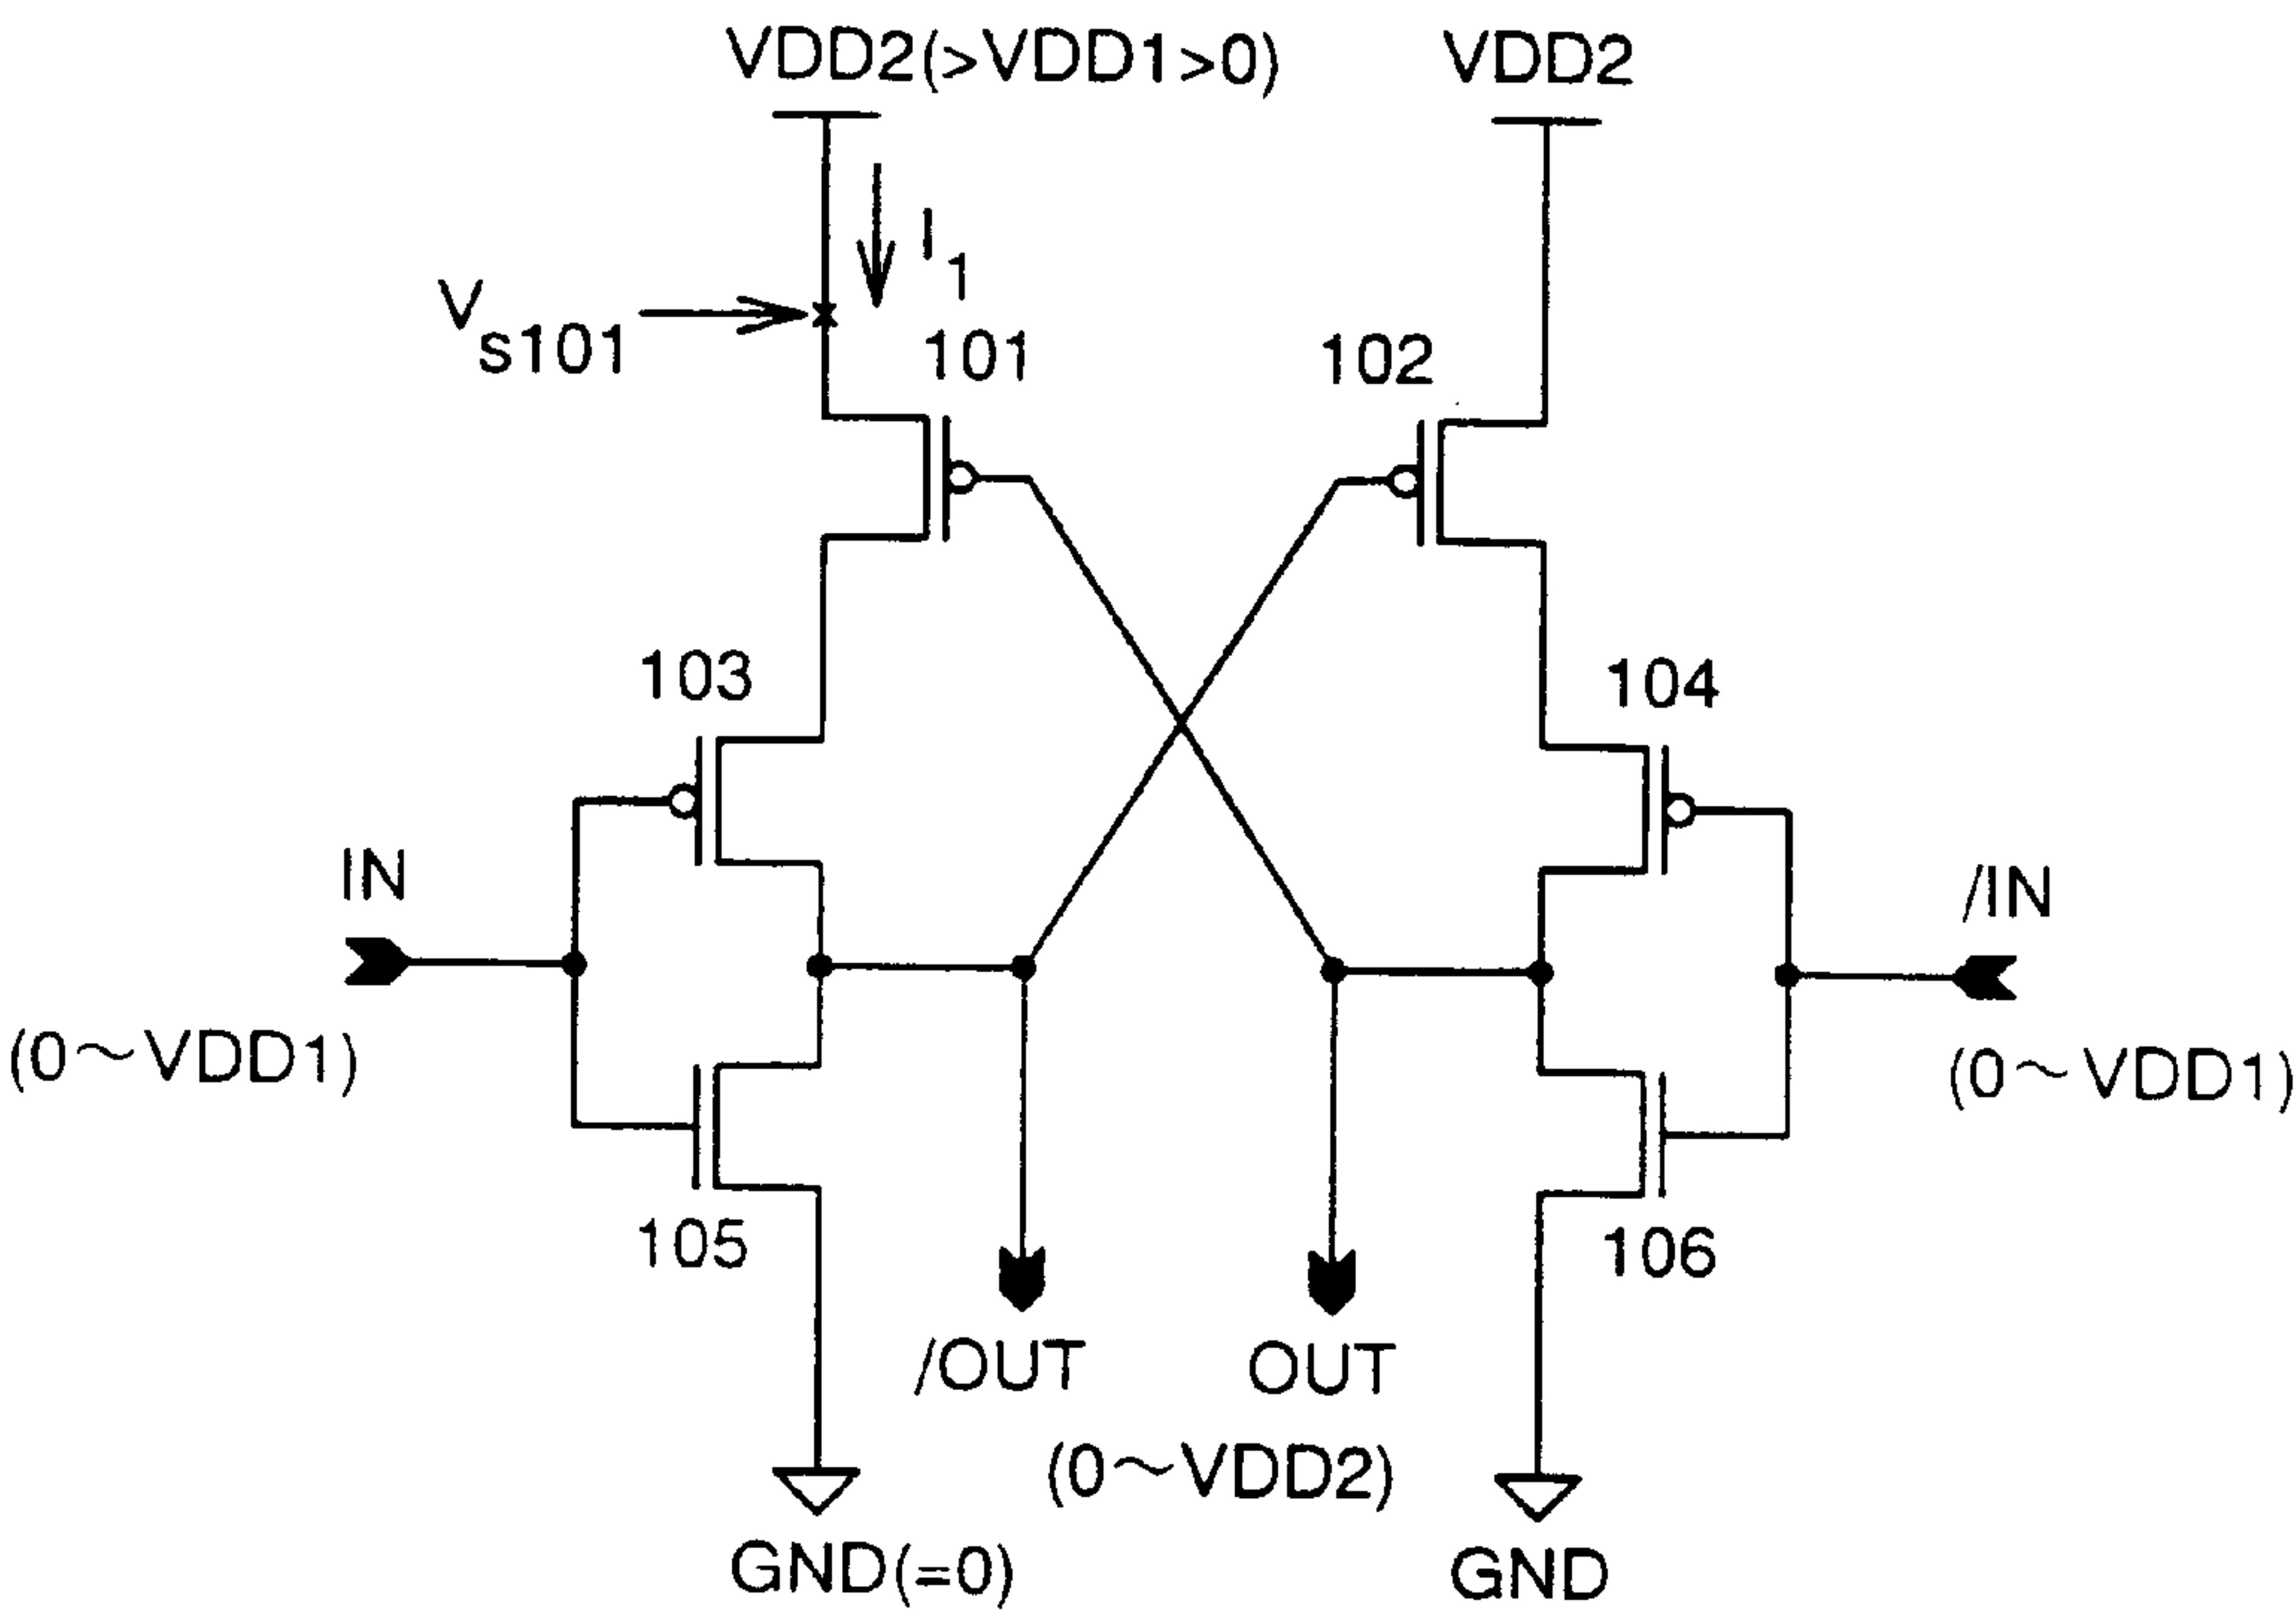 VDD2(>VDD1>0)
VDD2
I1
Vs101
101
102
103
104
IN
/IN
(0～VDD1)
(0～VDD1)
105
106
/OUT
OUT
(0～VDD2)
GND(=0)
GND